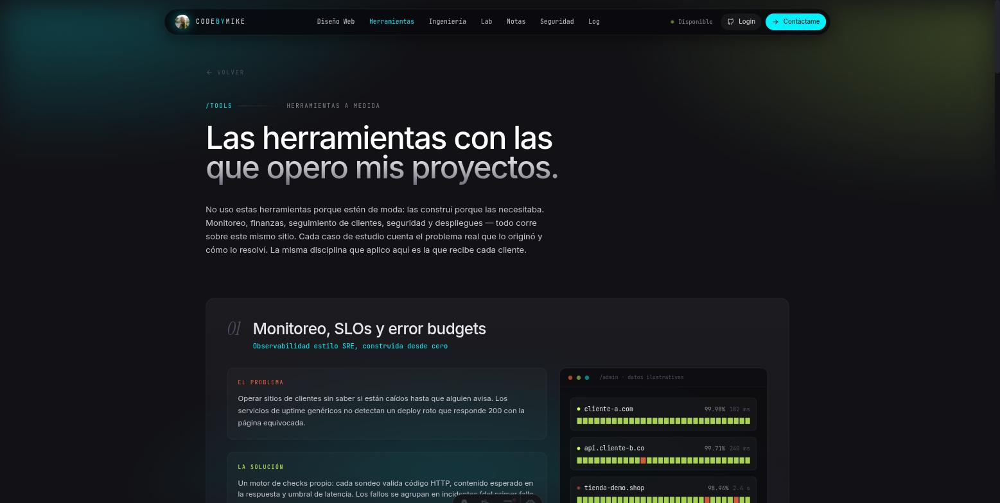 CODEBYMIKE
Diseño Web
Herramientas
Ingeniería
Lab
Notas
Seguridad
Log
Disponible
Login
Contáctame
← VOLVER
/TOOLS
HERRAMIENTAS A MEDIDA
Las herramientas con las
que opero mis proyectos.
No uso estas herramientas porque estén de moda: las construí porque las necesitaba.
Monitoreo, finanzas, seguimiento de clientes, seguridad y despliegues — todo corre
sobre este mismo sitio. Cada caso de estudio cuenta el problema real que lo originó y
cómo lo resolví. La misma disciplina que aplico aquí es la que recibe cada cliente.
01
Monitoreo, SLOs y error budgets
Observabilidad estilo SRE, construida desde cero
EL PROBLEMA
Operar sitios de clientes sin saber si están caídos hasta que alguien avisa. Los
servicios de uptime genéricos no detectan un deploy roto que responde 200 con la
página equivocada.
LA SOLUCIÓN
Un motor de checks propio: cada sondeo valida código HTTP, contenido esperado en
la respuesta y umbral de latencia. Los fallos se agrupan en incidentes (del primer fallo
/admin · datos ilustrativos
cliente-a.com 99.98% 182 ms
api.cliente-b.co 99.71% 240 ms
tienda-demo.shop 98.94% 2.4 s